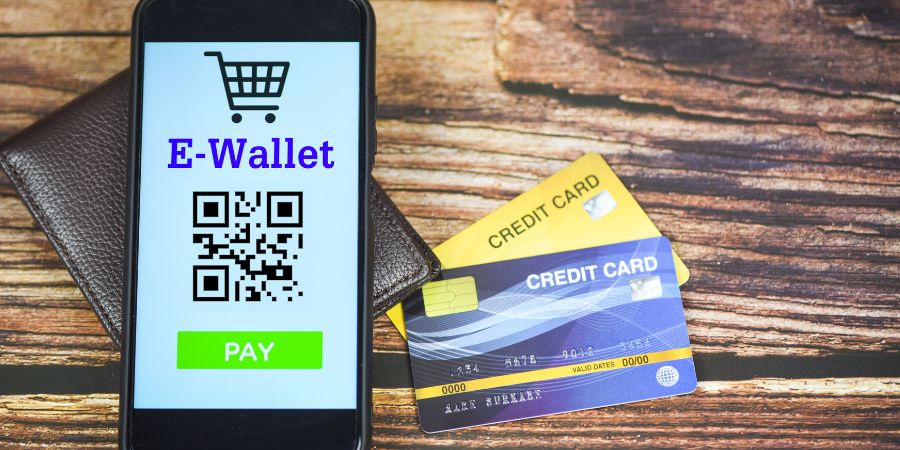 E-Wallet
PAY
CREDIT CARD
CREDIT CARD
VALID DATES 00/00
0000